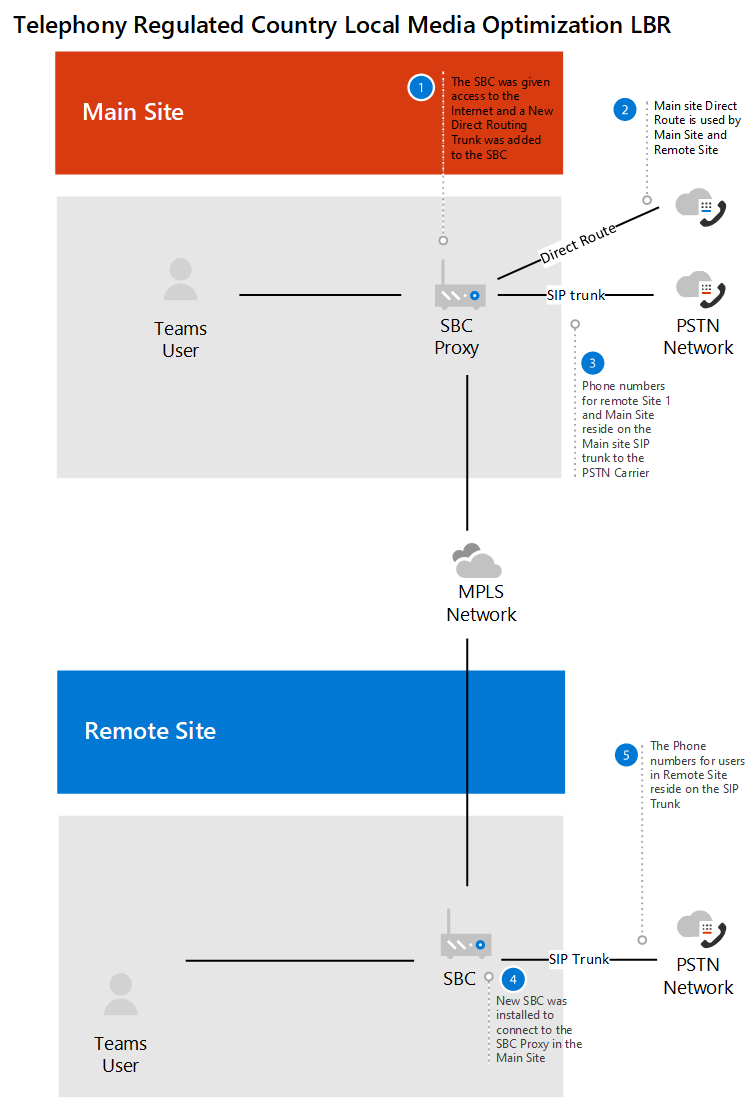 Telephony Regulated Country Local Media Optimization LBR
Main Site
1
The SBC was given
access to the
Internet and a New
Direct Routing
Trunk was added
to the SBC
2
Main site Direct
Route is used by
Main Site and
Remote Site
Direct Route
SIP trunk
Teams
User
SBC
Proxy
PSTN
Network
3
Phone numbers
for remote Site 1
and Main Site
reside on the
Main site SIP
trunk to the
PSTN Carrier
MPLS
Network
Remote Site
5
The Phone
numbers for users
in Remote Site
reside on the SIP
Trunk
SBC
SIP Trunk
PSTN
Network
4
New SBC was
installed to
connect to the
SBC Proxy in the
Main Site
Teams
User